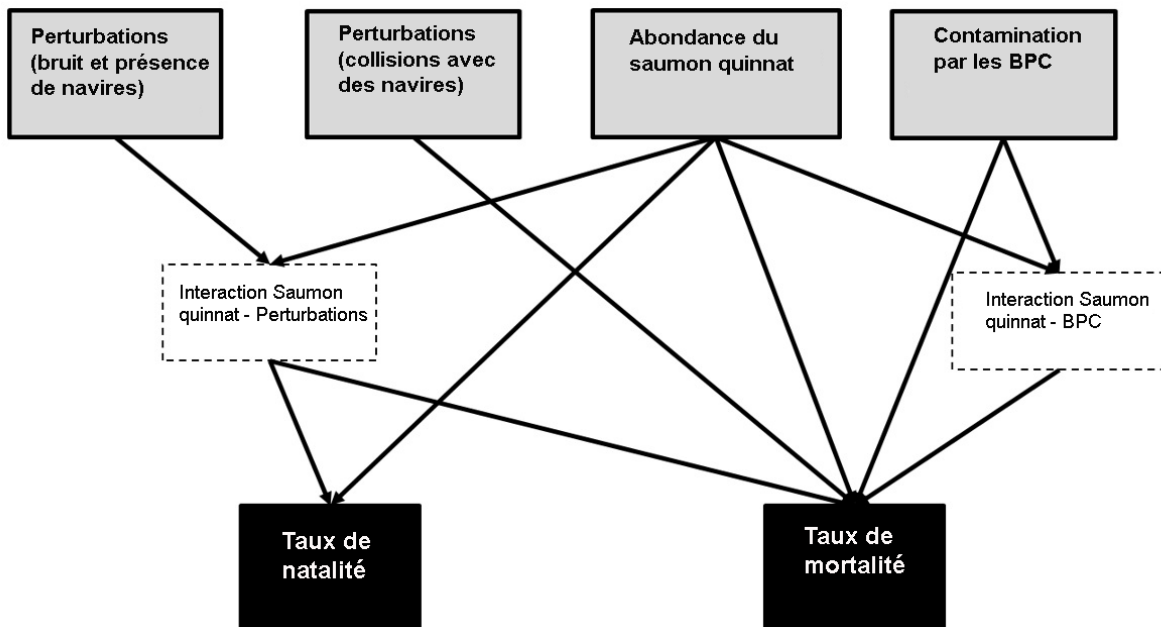 Perturbations
(bruit et présence
de navires)
Perturbations
(collisions avec
des navires)
Abondance du
saumon quinnat
Contamination
par les BPC
Interaction Saumon
quinnat - Perturbations
Interaction Saumon
quinnat - BPC
Taux de
natalité
Taux de
mortalité